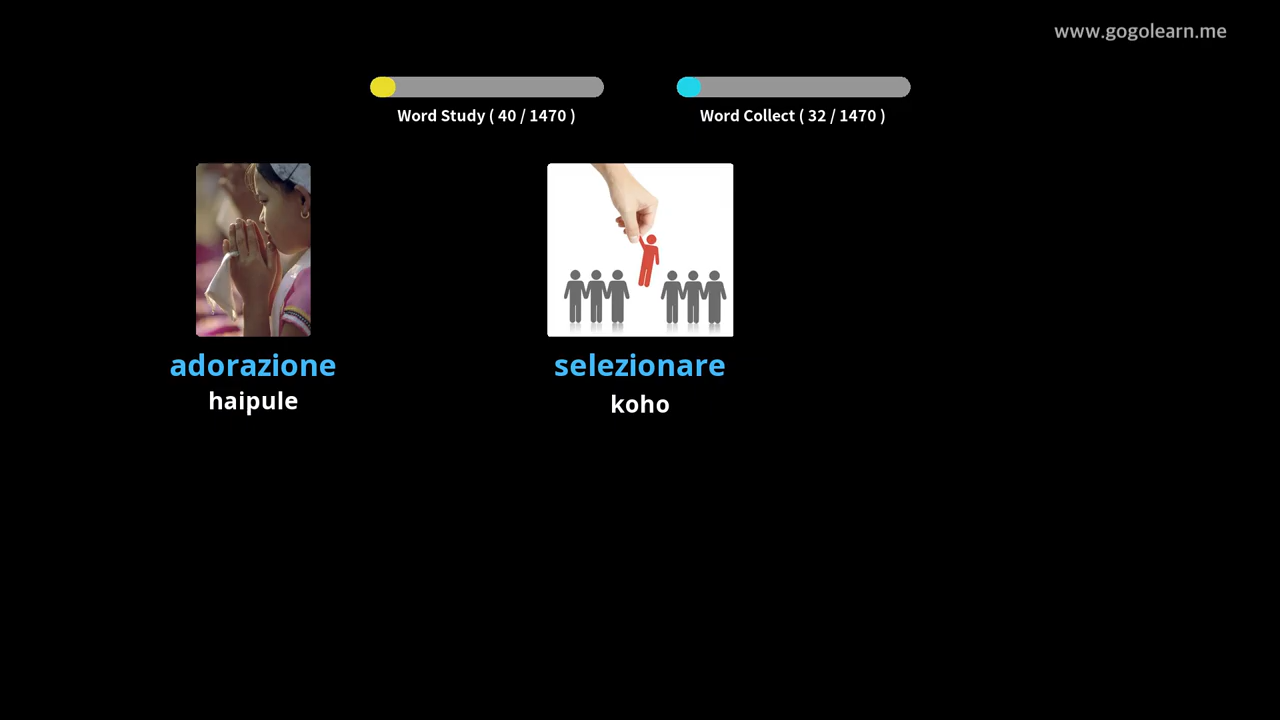 www.gogolearn.me
Word Study ( 40 / 1470 )
Word Collect ( 32 / 1470 )
adorazione
haipule
selezionare
koho